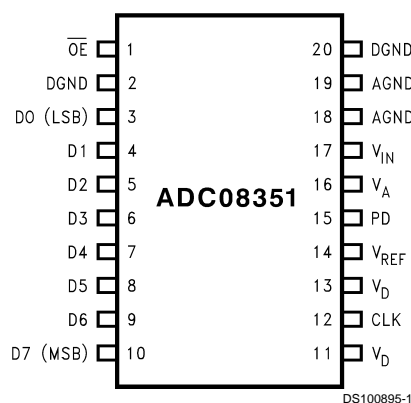 OE 1 20 DGND
DGND 2 19 AGND
D0 (LSB) 3 18 AGND
D1 4 17 VIN
D2 5 16 VA
ADC08351
D3 6 15 PD
D4 7 14 VREF
D5 8 13 VD
D6 9 12 CLK
D7 (MSB) 10 11 VD
DS100895-1